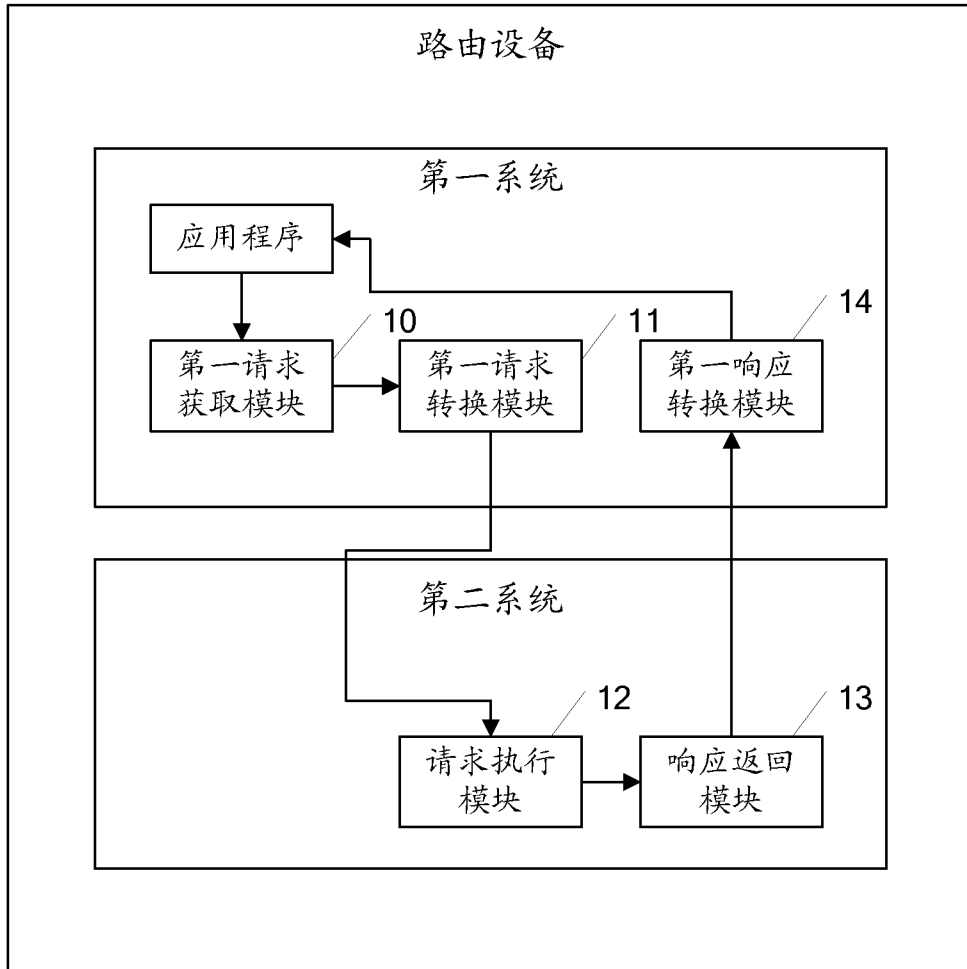 路由设备
第一系统
应用程序
10
11
14
第一请求
获取模块
第一请求
转换模块
第一响应
转换模块
第二系统
12
13
请求执行
模块
响应返回
模块